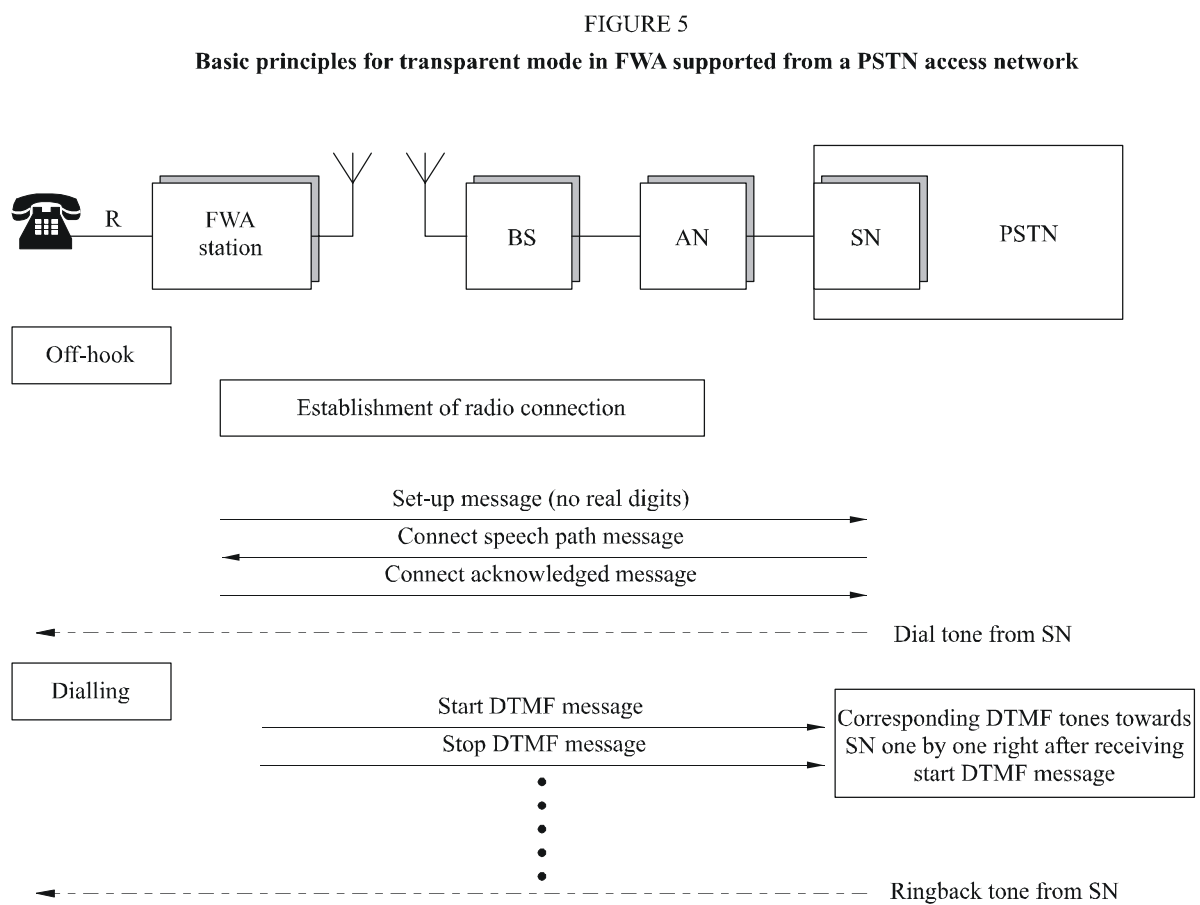 FIGURE 5
Basic principles for transparent mode in FWA supported from a PSTN access network
R
FWA
station
BS
AN
SN
PSTN
Off-hook
Establishment of radio connection
Set-up message (no real digits)
Connect speech path message
Connect acknowledged message
Dial tone from SN
Dialling
Start DTMF message
Stop DTMF message
Corresponding DTMF tones towards
SN one by one right after receiving
start DTMF message
Ringback tone from SN